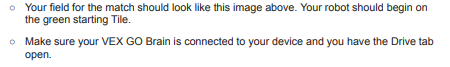 ○ Your field for the match should look like this image above. Your robot should begin on
the green starting Tile.
○ Make sure your VEX GO Brain is connected to your device and you have the Drive tab
open.